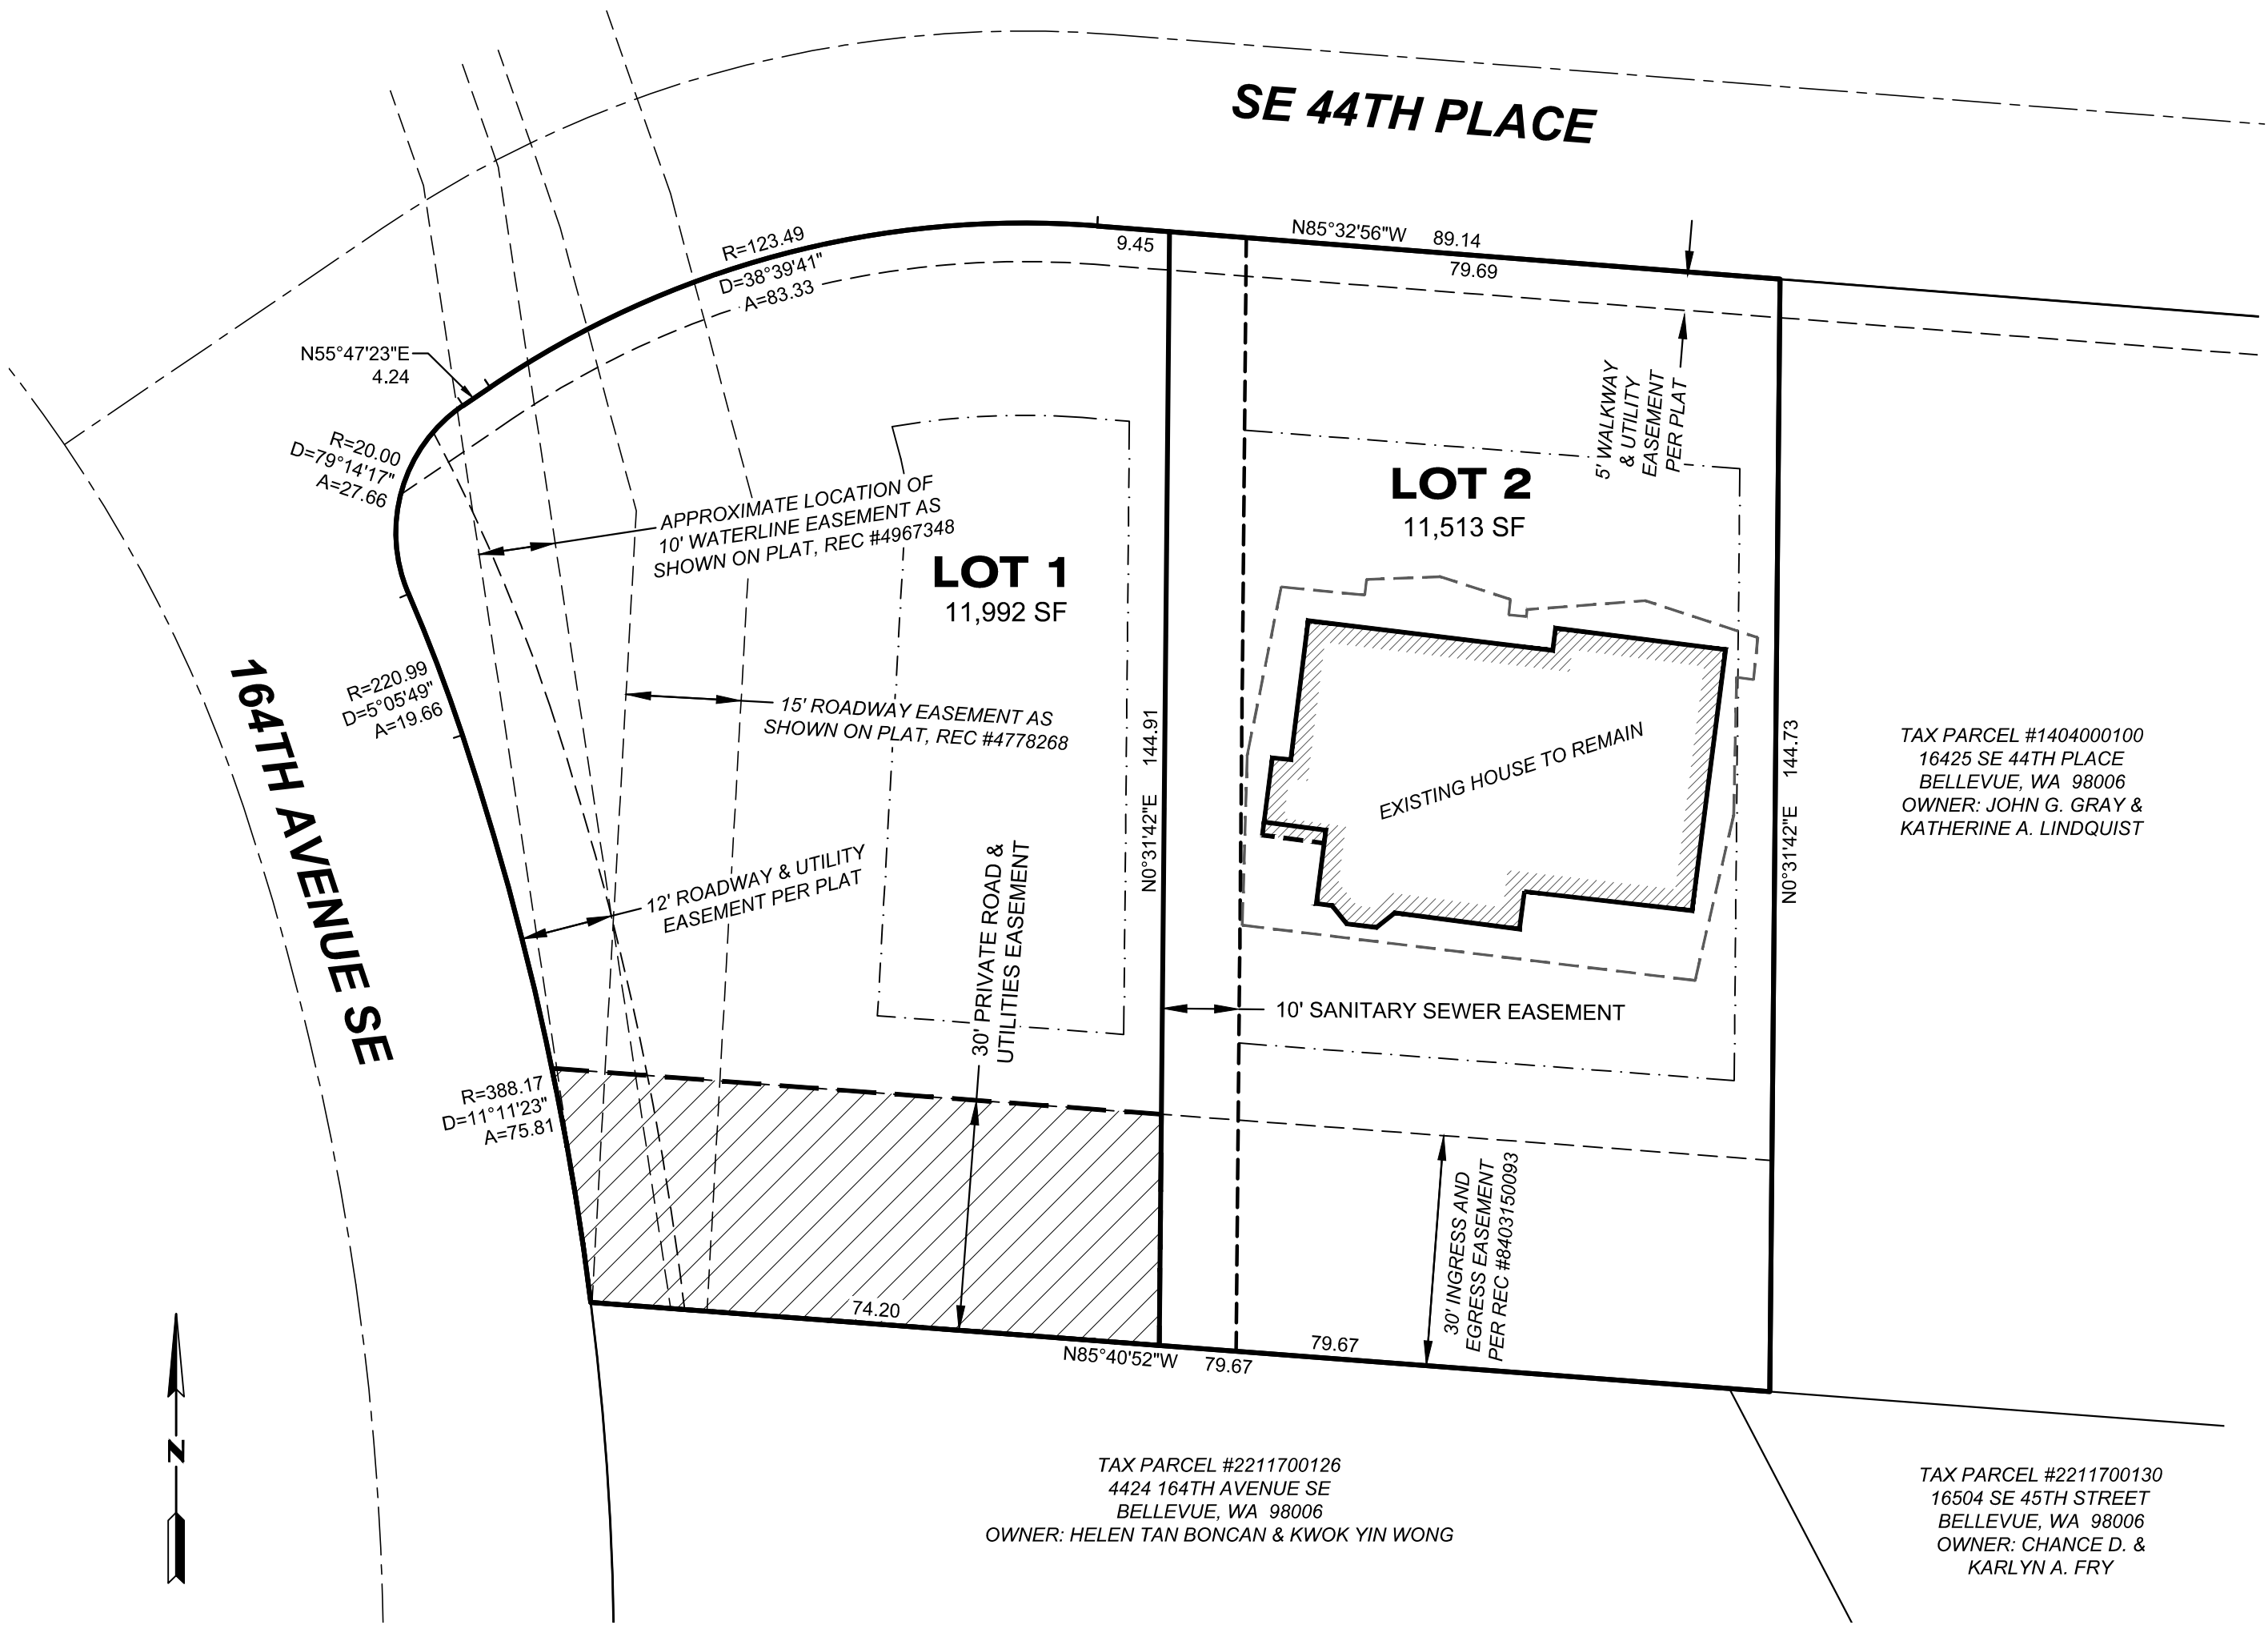 SE 44TH PLACE
R=123.49
D=38°39'41"
A=83.33
9.45
N85°32'56"W 89.14
79.69
N55°47'23"E
4.24
R=20.00
D=79°14'17"
A=27.66
5' WALKWAY
& UTILITY
EASEMENT
PER PLAT
APPROXIMATE LOCATION OF
10' WATERLINE EASEMENT AS
SHOWN ON PLAT, REC #4967348
LOT 1
11,992 SF
LOT 2
11,513 SF
164TH AVENUE SE
R=220.99
D=5°05'49"
A=19.66
15' ROADWAY EASEMENT AS
SHOWN ON PLAT, REC #4778268
N0°31'42"E 144.91
EXISTING HOUSE TO REMAIN
N0°31'42"E 144.73
TAX PARCEL #1404000100
16425 SE 44TH PLACE
BELLEVUE, WA 98006
OWNER: JOHN G. GRAY &
KATHERINE A. LINDQUIST
12' ROADWAY & UTILITY
EASEMENT PER PLAT
30' PRIVATE ROAD &
UTILITIES EASEMENT
10' SANITARY SEWER EASEMENT
R=388.17
D=11°11'23"
A=75.81
30' INGRESS AND
EGRESS EASEMENT
PER REC #8403150093
74.20
N85°40'52"W 79.67
79.67
N
TAX PARCEL #2211700126
4424 164TH AVENUE SE
BELLEVUE, WA 98006
OWNER: HELEN TAN BONCAN & KWOK YIN WONG
TAX PARCEL #2211700130
16504 SE 45TH STREET
BELLEVUE, WA 98006
OWNER: CHANCE D. &
KARLYN A. FRY